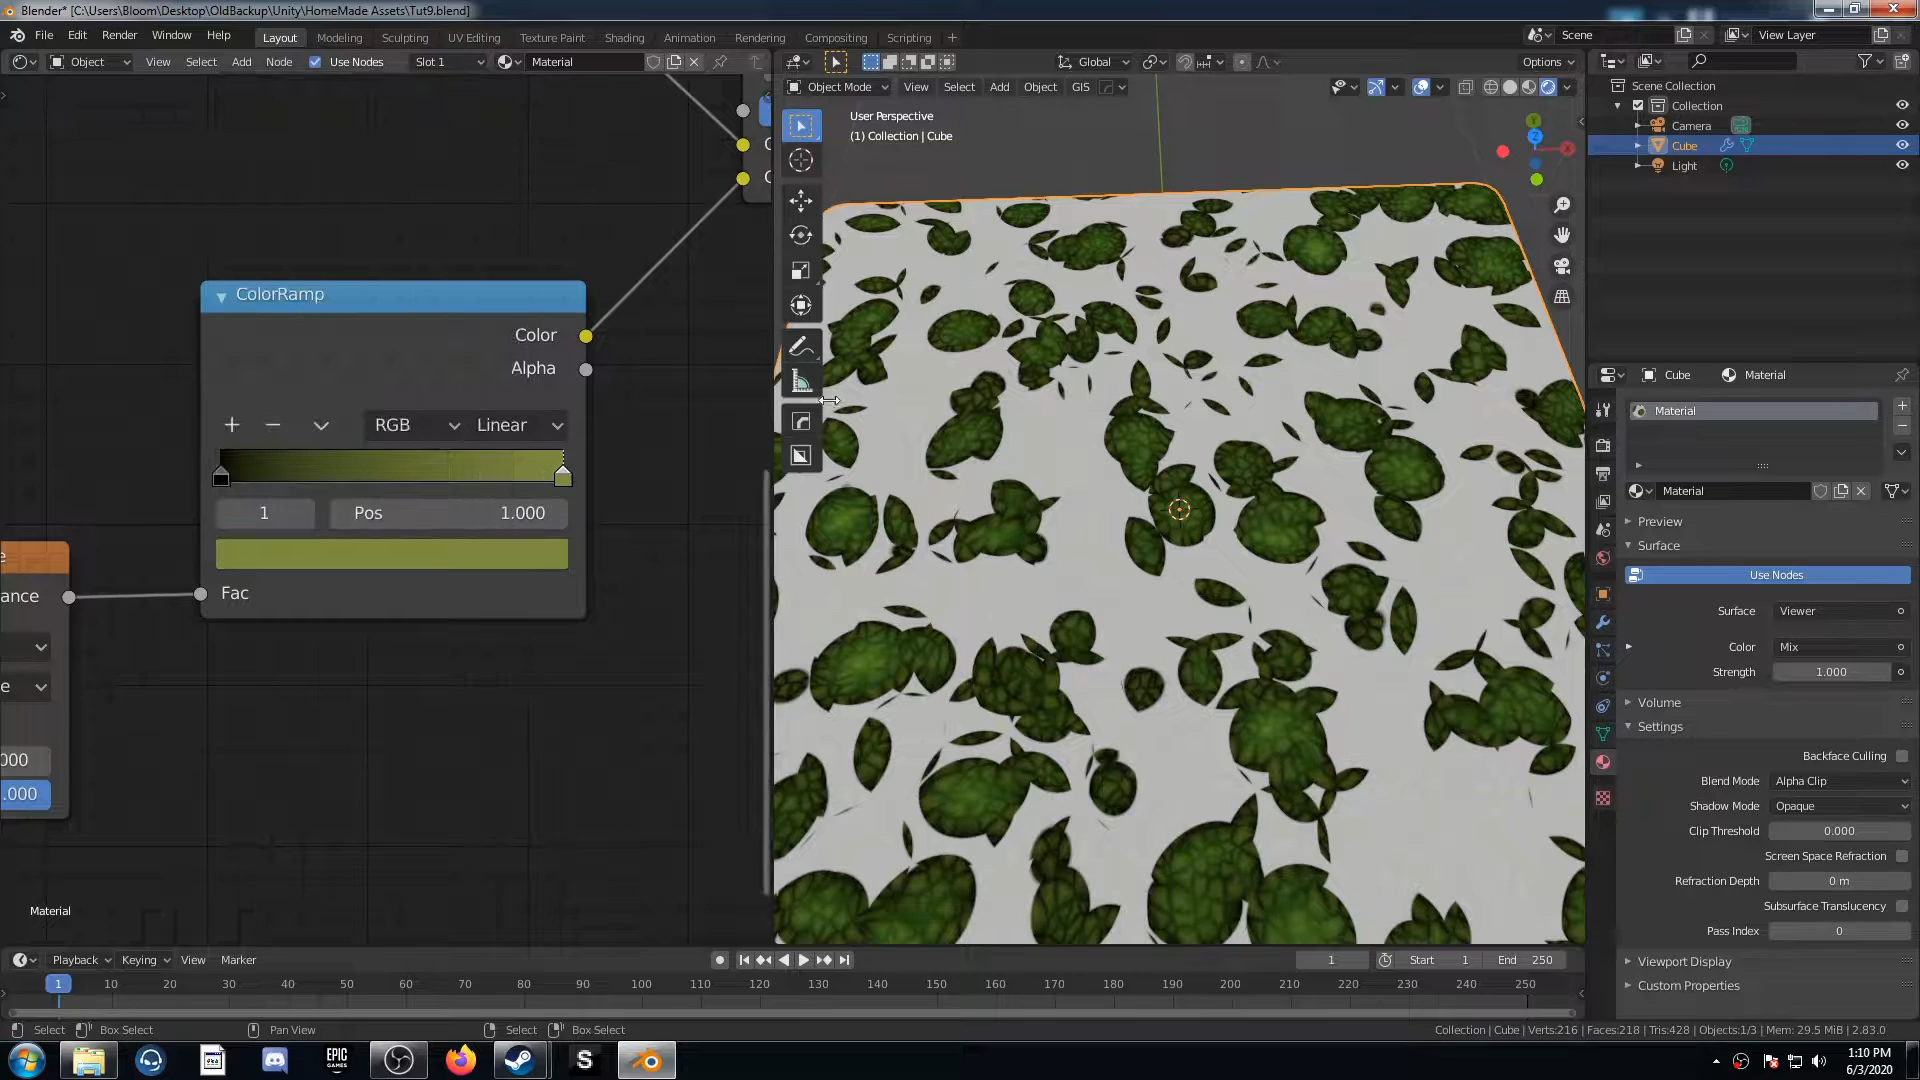 Blender* [C:\Users\Bloom\Desktop\OldBackup\Unity\HomeMade Assets\Tut9.blend]
File Edit Render Window Help Layout Modeling Sculpting UV Editing Texture Paint Shading Animation Rendering Compositing Scripting + Scene View Layer
Object View Select Add Node Use Nodes Slot 1 Material Global Options
Object Mode View Select Add Object GIS
User Perspective
(1) Collection | Cube
Scene Collection
Collection
Camera
Cube
Light
ColorRamp
Color
Alpha
RGB Linear
1 Pos 1.000
Fac
ance
e
000
.000
Material
Cube Material
Material
Material
Preview
Surface
Use Nodes
Surface Viewer
Color Mix
Strength 1.000
Volume
Settings
Backface Culling
Blend Mode Alpha Clip
Shadow Mode Opaque
Clip Threshold 0.000
Screen Space Refraction
Refraction Depth 0 m
Subsurface Translucency
Pass Index 0
Viewport Display
Custom Properties
Playback Keying View Marker 1 Start 1 End 250
1 10 20 30 40 50 60 70 80 90 100 110 120 130 140 150 160 170 180 190 200 210 220 230 240 250
Select Box Select Pan View Select Box Select Collection | Cube | Verts:216 | Faces:218 | Tris:428 | Objects:1/3 | Mem: 29.5 MiB | 2.83.0
EPIC GAMES
S
1:10 PM
6/3/2020